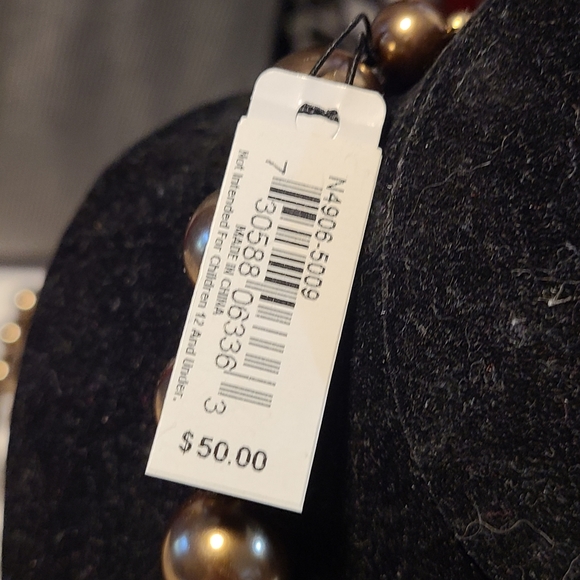 N4906-5009
7 30588 06336 3
MADE IN CHINA
Not Intended For Children 12 And Under.
$50.00